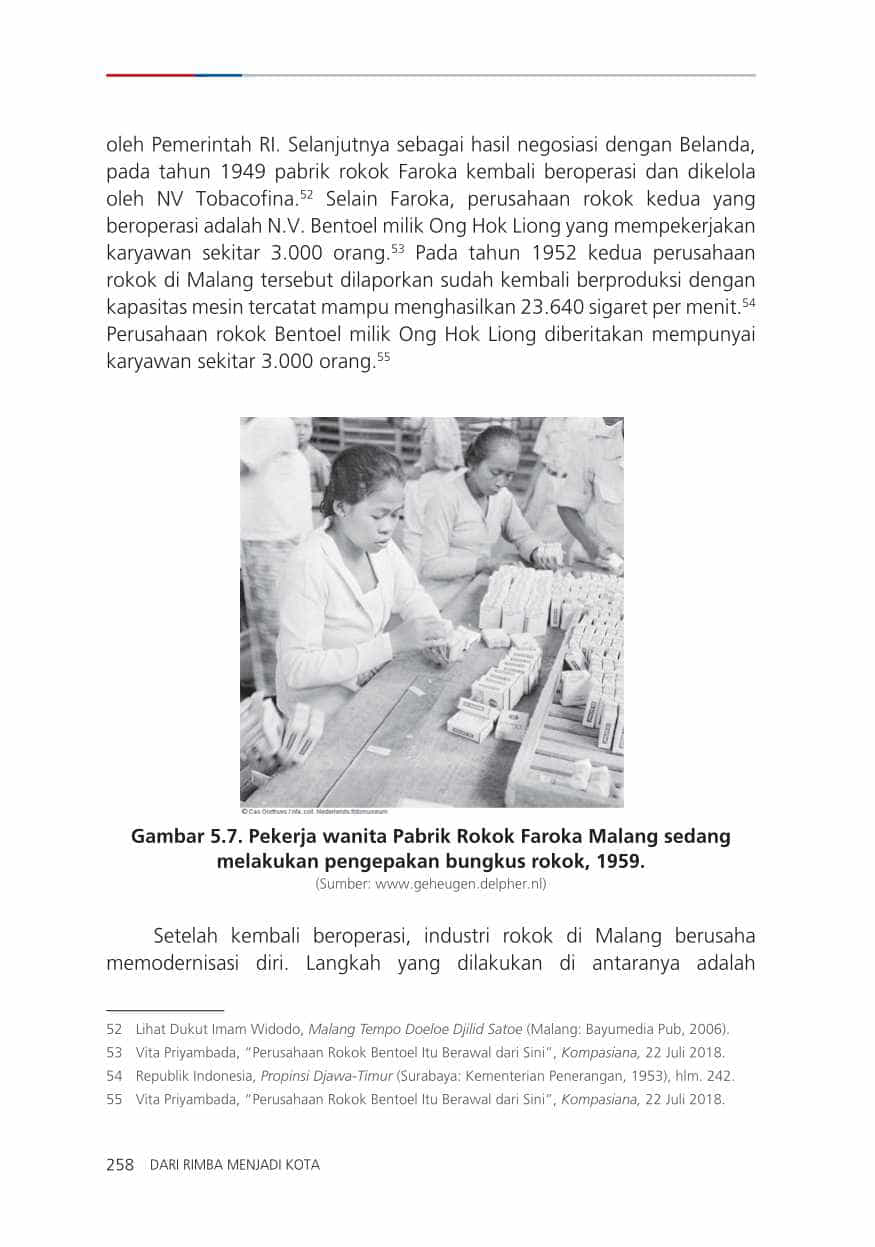 oleh Pemerintah RI. Selanjutnya sebagai hasil negosiasi dengan Belanda,
pada tahun 1949 pabrik rokok Faroka kembali beroperasi dan dikelola
oleh NV Tobacofina.52 Selain Faroka, perusahaan rokok kedua yang
beroperasi adalah N.V. Bentoel milik Ong Hok Liong yang mempekerjakan
karyawan sekitar 3.000 orang.53 Pada tahun 1952 kedua perusahaan
rokok di Malang tersebut dilaporkan sudah kembali berproduksi dengan
kapasitas mesin tercatat mampu menghasilkan 23.640 sigaret per menit.54
Perusahaan rokok Bentoel milik Ong Hok Liong diberitakan mempunyai
karyawan sekitar 3.000 orang.55
© Cas Oorthuys / nfa, coll. Nederlands fotomuseum
Gambar 5.7. Pekerja wanita Pabrik Rokok Faroka Malang sedang
melakukan pengepakan bungkus rokok, 1959.
(Sumber: www.geheugen.delpher.nl)
Setelah kembali beroperasi, industri rokok di Malang berusaha
memodernisasi diri. Langkah yang dilakukan di antaranya adalah
52 Lihat Dukut Imam Widodo, Malang Tempo Doeloe Djilid Satoe (Malang: Bayumedia Pub, 2006).
53 Vita Priyambada, “Perusahaan Rokok Bentoel Itu Berawal dari Sini”, Kompasiana, 22 Juli 2018.
54 Republik Indonesia, Propinsi Djawa-Timur (Surabaya: Kementerian Penerangan, 1953), hlm. 242.
55 Vita Priyambada, “Perusahaan Rokok Bentoel Itu Berawal dari Sini”, Kompasiana, 22 Juli 2018.
258 DARI RIMBA MENJADI KOTA